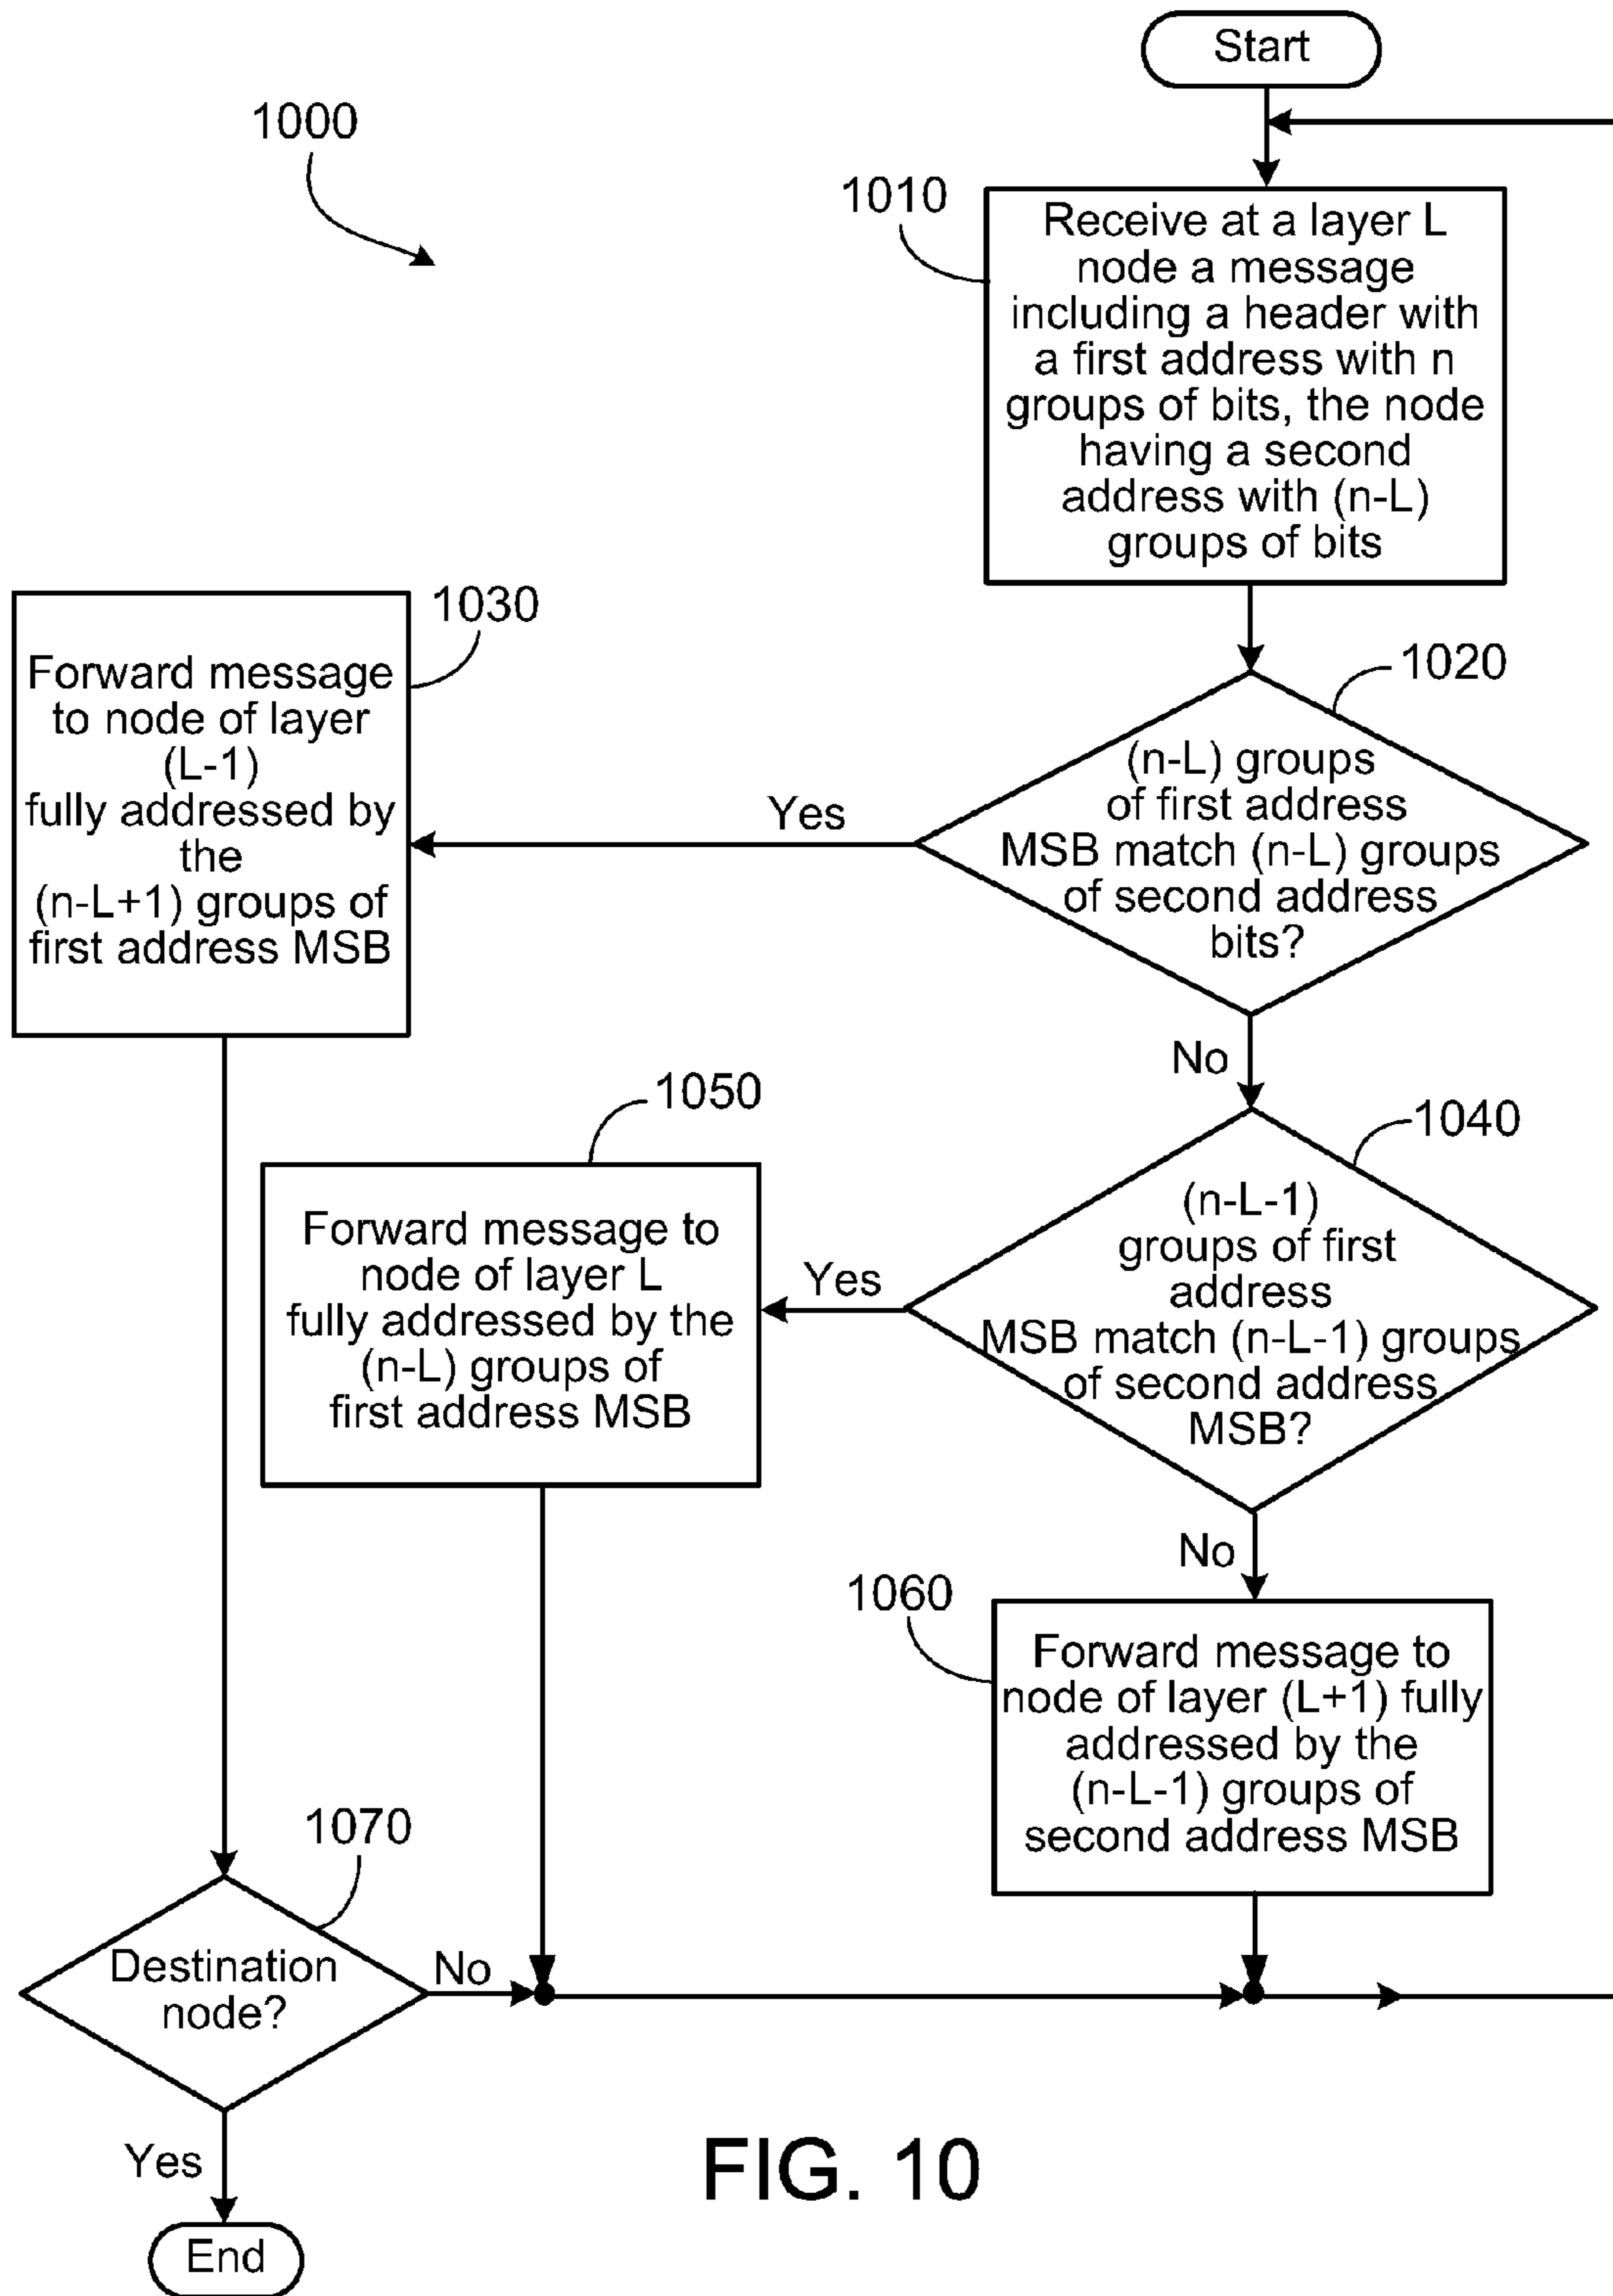 Start
1000
1010
Receive at a layer L
node a message
including a header with
a first address with n
groups of bits, the node
having a second
address with (n-L)
groups of bits
1020
(n-L) groups
of first address
MSB match (n-L) groups
of second address
bits?
Yes
1030
Forward message
to node of layer
(L-1)
fully addressed by
the
(n-L+1) groups of
first address MSB
No
1040
(n-L-1)
groups of first
address
MSB match (n-L-1) groups
of second address
MSB?
Yes
1050
Forward message to
node of layer L
fully addressed by the
(n-L) groups of
first address MSB
No
1060
Forward message to
node of layer (L+1) fully
addressed by the
(n-L-1) groups of
second address MSB
1070
Destination
node?
No
Yes
End
FIG. 10